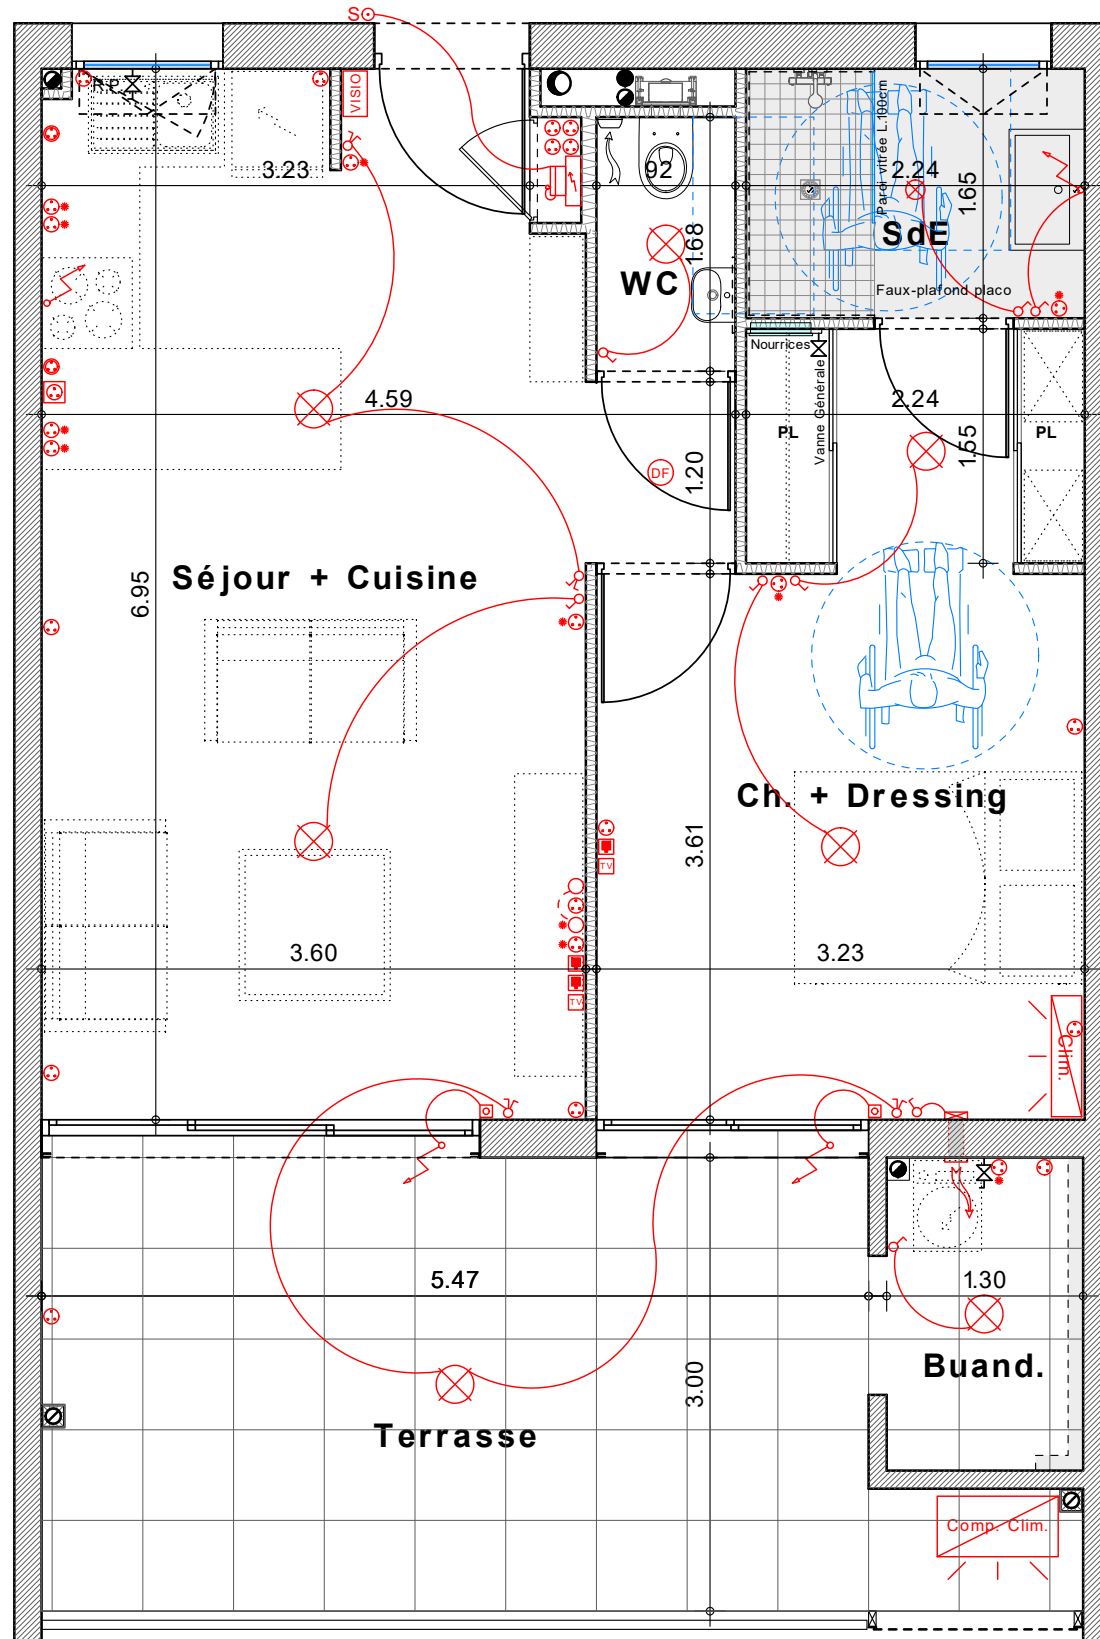 S
VISIO
R.P.
3.23
92
1.68
WC
Paroi vitrée L.100cm
2.24
1.65
SdE
Faux-plafond placo
Nourrices
Vanne Générale
4.59
2.24
1.55
PL
PL
DF
1.20
Séjour + Cuisine
6.95
Ch. + Dressing
3.61
TV
3.60
3.23
TV
Clim.
5.47
1.30
Buand.
3.00
Terrasse
Comp. Clim.